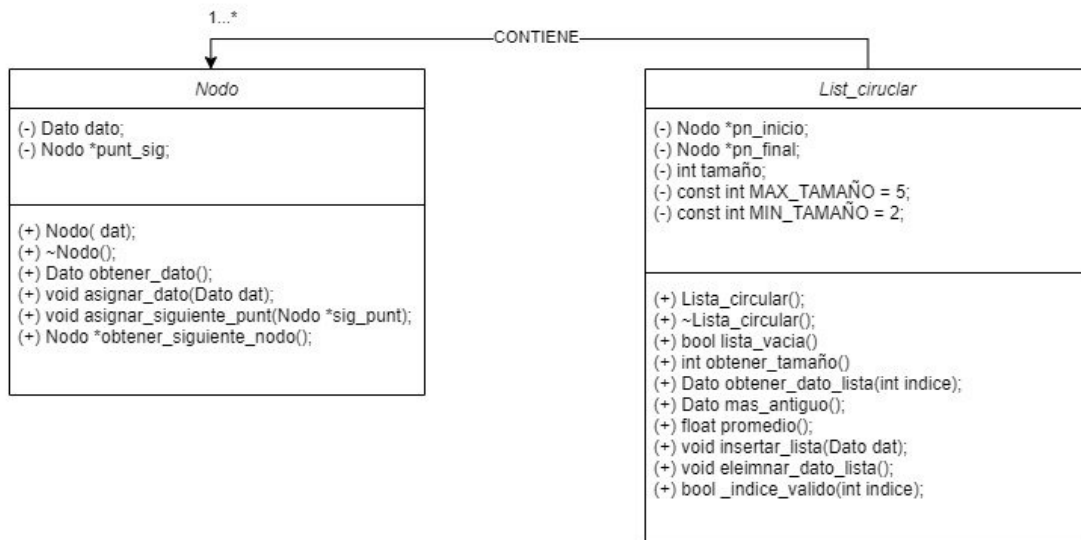 1...*
CONTIENE
Nodo
(-) Dato dato;
(-) Nodo *punt_sig;
(+) Nodo( dat);
(+) ~Nodo();
(+) Dato obtener_dato();
(+) void asignar_dato(Dato dat);
(+) void asignar_siguiente_punt(Nodo *sig_punt);
(+) Nodo *obtener_siguiente_nodo();
List_ciruclar
(-) Nodo *pn_inicio;
(-) Nodo *pn_final;
(-) int tamaño;
(-) const int MAX_TAMAÑO = 5;
(-) const int MIN_TAMAÑO = 2;
(+) Lista_circular();
(+) ~Lista_circular();
(+) bool lista_vacia()
(+) int obtener_tamaño()
(+) Dato obtener_dato_lista(int indice);
(+) Dato mas_antiguo();
(+) float promedio();
(+) void insertar_lista(Dato dat);
(+) void eleimnar_dato_lista();
(+) bool _indice_valido(int indice);